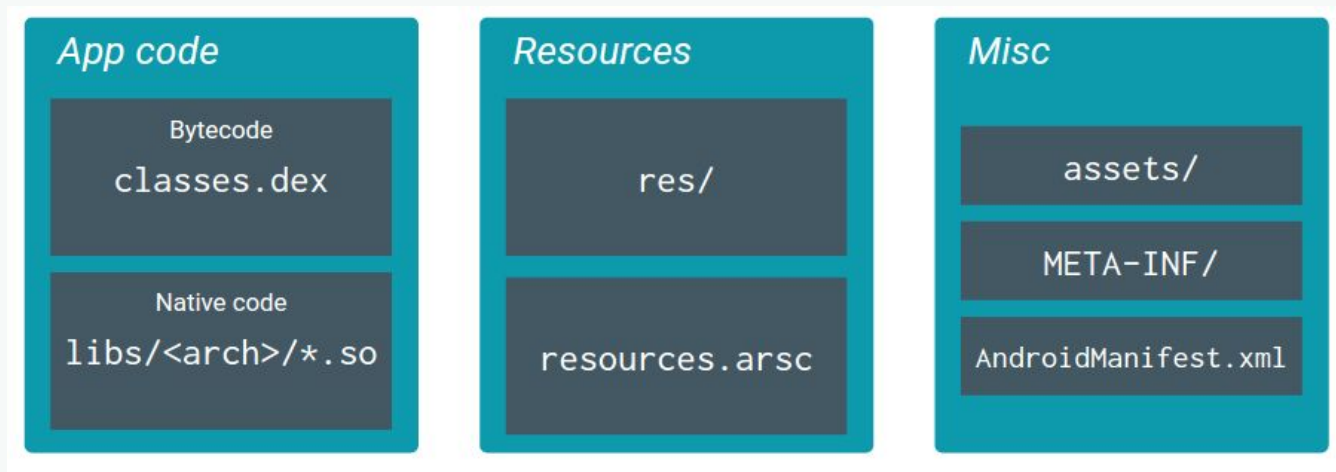 App code
Bytecode
classes.dex
Native code
libs/<arch>/*.so
Resources
res/
resources.arsc
Misc
assets/
META-INF/
AndroidManifest.xml